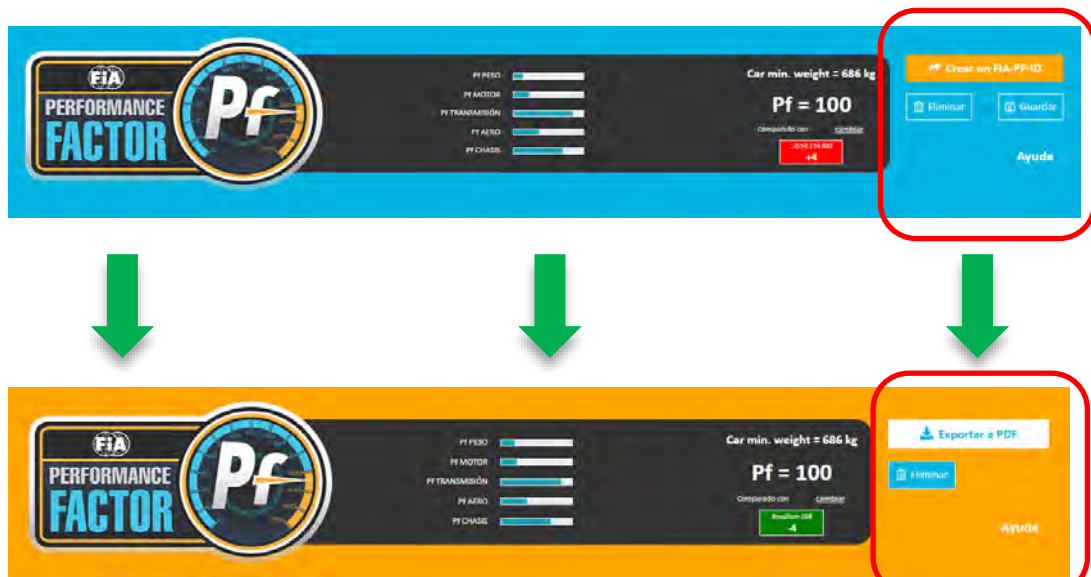 FIA
PERFORMANCE
FACTOR
Pf
Pf PESO
Pf MOTOR
Pf TRANSMISIÓN
Pf AERO
Pf CHASIS
Car min. weight = 686 kg
Pf = 100
Comparado con cambiar
+4
Crear un FIA-PF-ID
Eliminar Guardar
Ayuda
FIA
PERFORMANCE
FACTOR
Pf
Pf PESO
Pf MOTOR
Pf TRANSMISIÓN
Pf AERO
Pf CHASIS
Car min. weight = 686 kg
Pf = 100
Comparado con cambiar
-4
Exportar a PDF
Eliminar
Ayuda